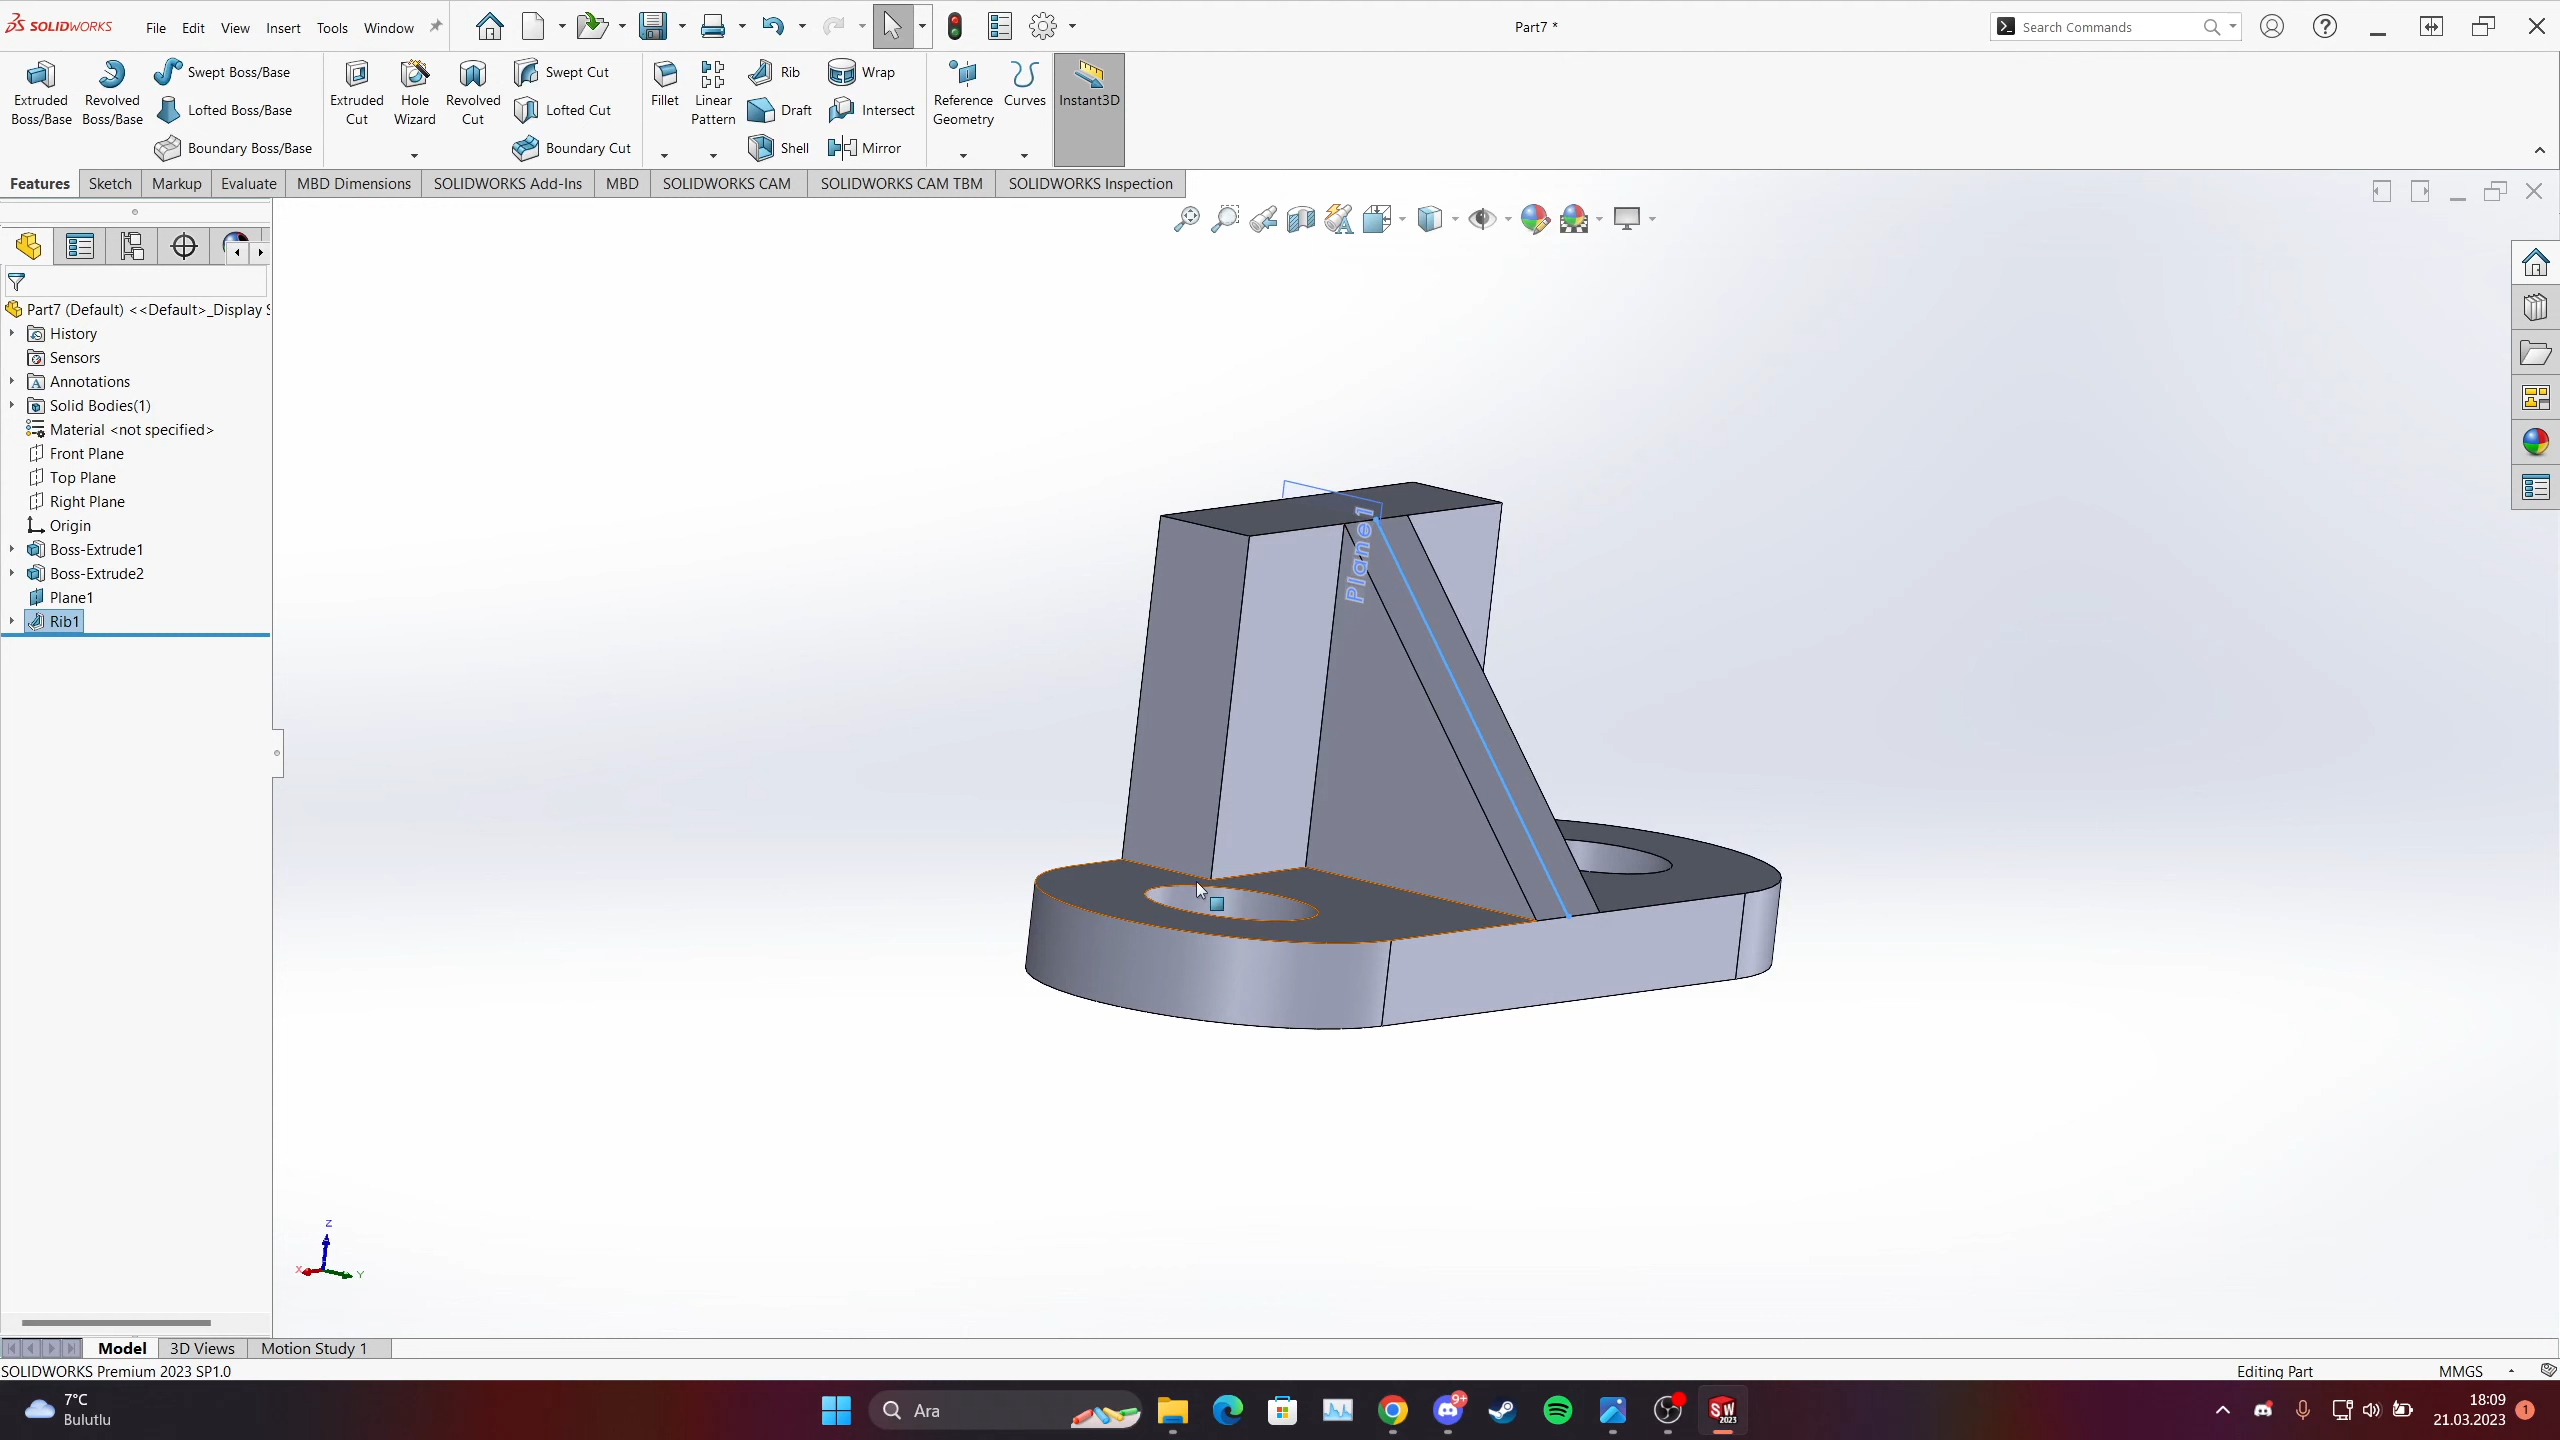 SOLIDWORKS File Edit View Insert Tools Window Part7 * Search Commands
Extruded Boss/Base
Revolved Boss/Base
Swept Boss/Base
Lofted Boss/Base
Boundary Boss/Base
Extruded Cut
Hole Wizard
Revolved Cut
Swept Cut
Lofted Cut
Boundary Cut
Fillet
Linear Pattern
Rib
Draft
Shell
Wrap
Intersect
Mirror
Reference Geometry
Curves
Instant3D
Features Sketch Markup Evaluate MBD Dimensions SOLIDWORKS Add-Ins MBD SOLIDWORKS CAM SOLIDWORKS CAM TBM SOLIDWORKS Inspection
Part7 (Default) <<Default>_Display S
History
Sensors
Annotations
Solid Bodies(1)
Material <not specified>
Front Plane
Top Plane
Right Plane
Origin
Boss-Extrude1
Boss-Extrude2
Plane1
Rib1
Plane1
Z
X
Y
Model 3D Views Motion Study 1
SOLIDWORKS Premium 2023 SP1.0 Editing Part MMGS
7°C
Bulutlu
Ara
9+
SW
2023
18:09
21.03.2023
1